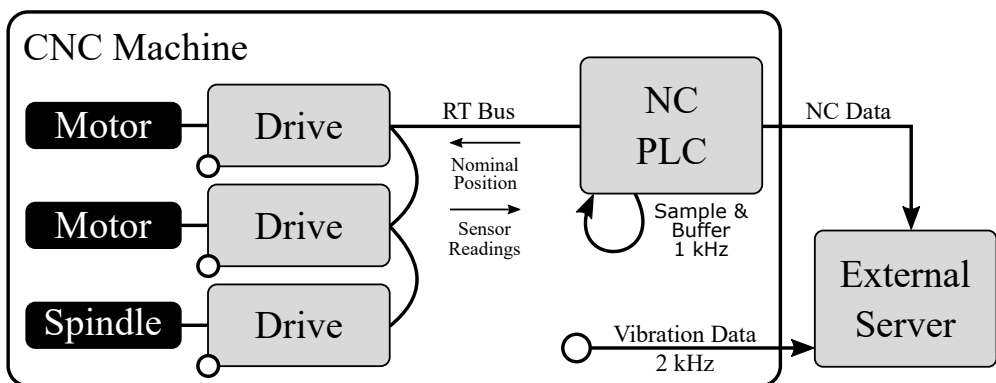 CNC Machine
Motor
Drive
RT Bus
NC
PLC
NC Data
Nominal
Position
Motor
Drive
Sensor
Readings
Sample &
Buffer
1 kHz
External
Server
Spindle
Drive
Vibration Data
2 kHz